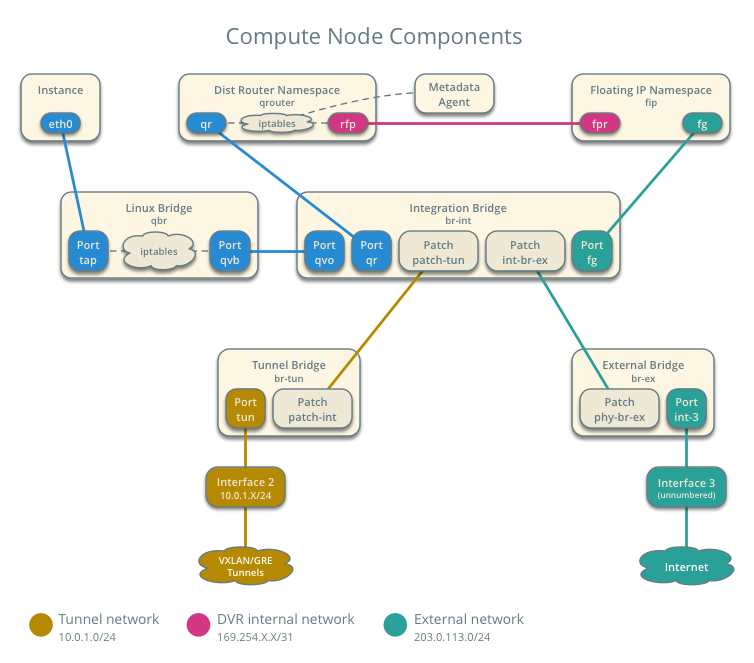 Compute Node Components
Instance
eth0
Dist Router Namespace
qrouter
qr
iptables
rfp
Metadata
Agent
Floating IP Namespace
fip
fpr
fg
Linux Bridge
qbr
Port
tap
iptables
Port
qvb
Integration Bridge
br-int
Port
qvo
Port
qr
Patch
patch-tun
Patch
int-br-ex
Port
fg
Tunnel Bridge
br-tun
Port
tun
Patch
patch-int
External Bridge
br-ex
Patch
phy-br-ex
Port
int-3
Interface 2
10.0.1.X/24
Interface 3
(unnumbered)
VXLAN/GRE
Tunnels
Internet
Tunnel network
10.0.1.0/24
DVR internal network
169.254.X.X/31
External network
203.0.113.0/24